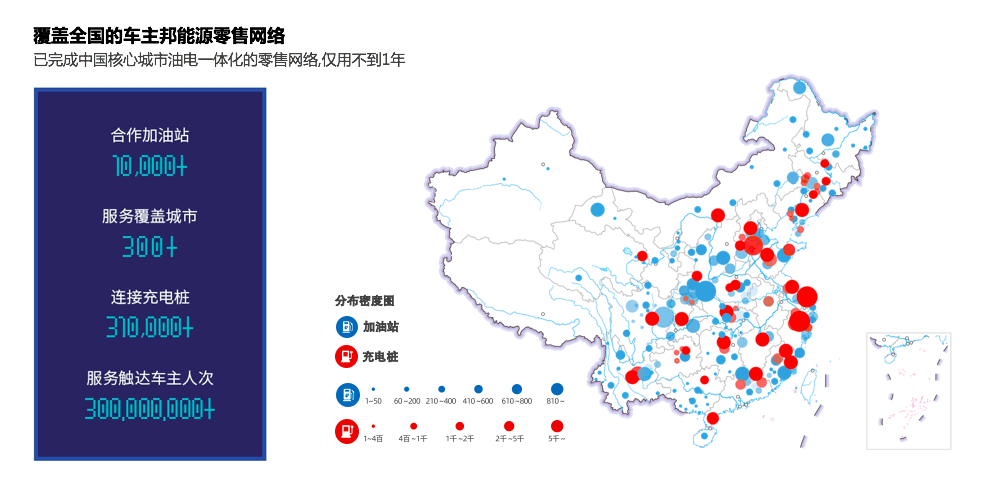 覆盖全国的车主邦能源零售网络
已完成中国核心城市油电一体化的零售网络,仅用不到1年
合作加油站
10,000+
服务覆盖城市
300+
连接充电桩
310,000+
服务触达车主人次
300,000,000+
分布密度图
加油站
充电桩
1~50 60~200 210~400 410~600 610~800 810~
1~4百 4百~1千 1千~2千 2千~5千 5千~